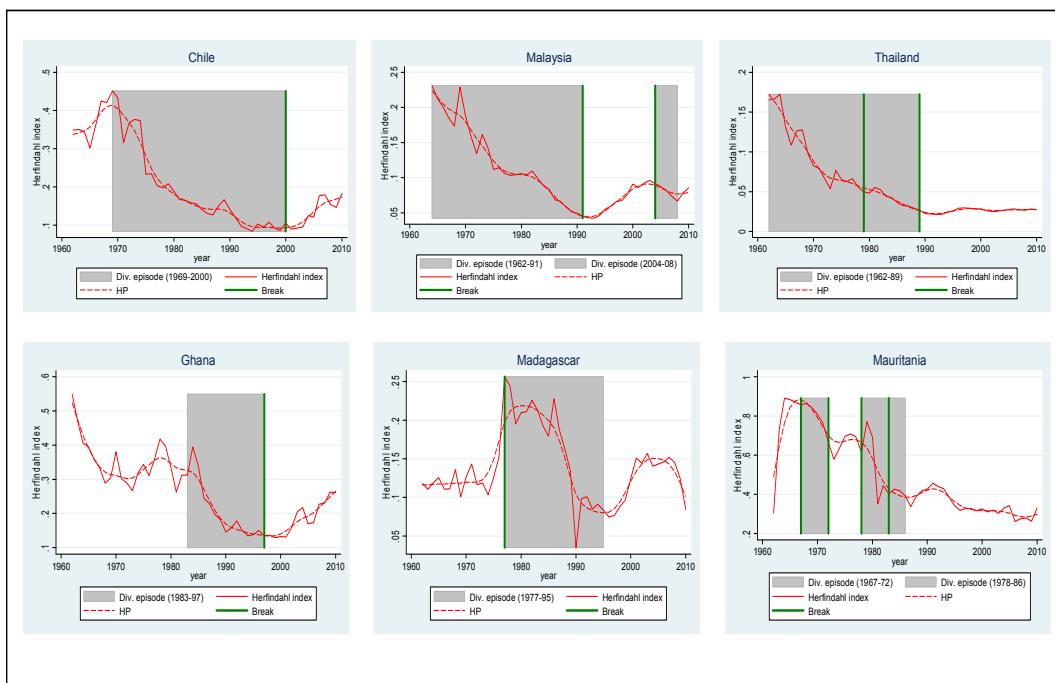 Chile
Herfindahl index
.5
.4
.3
.2
.1
1960 1970 1980 1990 2000 2010
year
Div. episode (1969-2000) Herfindahl index
HP Break
Malaysia
Herfindahl index
.25
.2
.15
.1
.05
1960 1970 1980 1990 2000 2010
year
Div. episode (1962-91) Div. episode (2004-08)
Herfindahl index HP
Break
Thailand
Herfindahl index
.2
.15
.1
.05
0
1960 1970 1980 1990 2000 2010
year
Div. episode (1962-89) Herfindahl index
HP Break
Ghana
Herfindahl index
.6
.5
.4
.3
.2
.1
1960 1970 1980 1990 2000 2010
year
Div. episode (1983-97) Herfindahl index
HP Break
Madagascar
Herfindahl index
.25
.2
.15
.1
.05
1960 1970 1980 1990 2000 2010
year
Div. episode (1977-95) Herfindahl index
HP Break
Mauritania
Herfindahl index
1
.8
.6
.4
.2
1960 1970 1980 1990 2000 2010
year
Div. episode (1967-72) Div. episode (1978-86)
Herfindahl index HP
Break